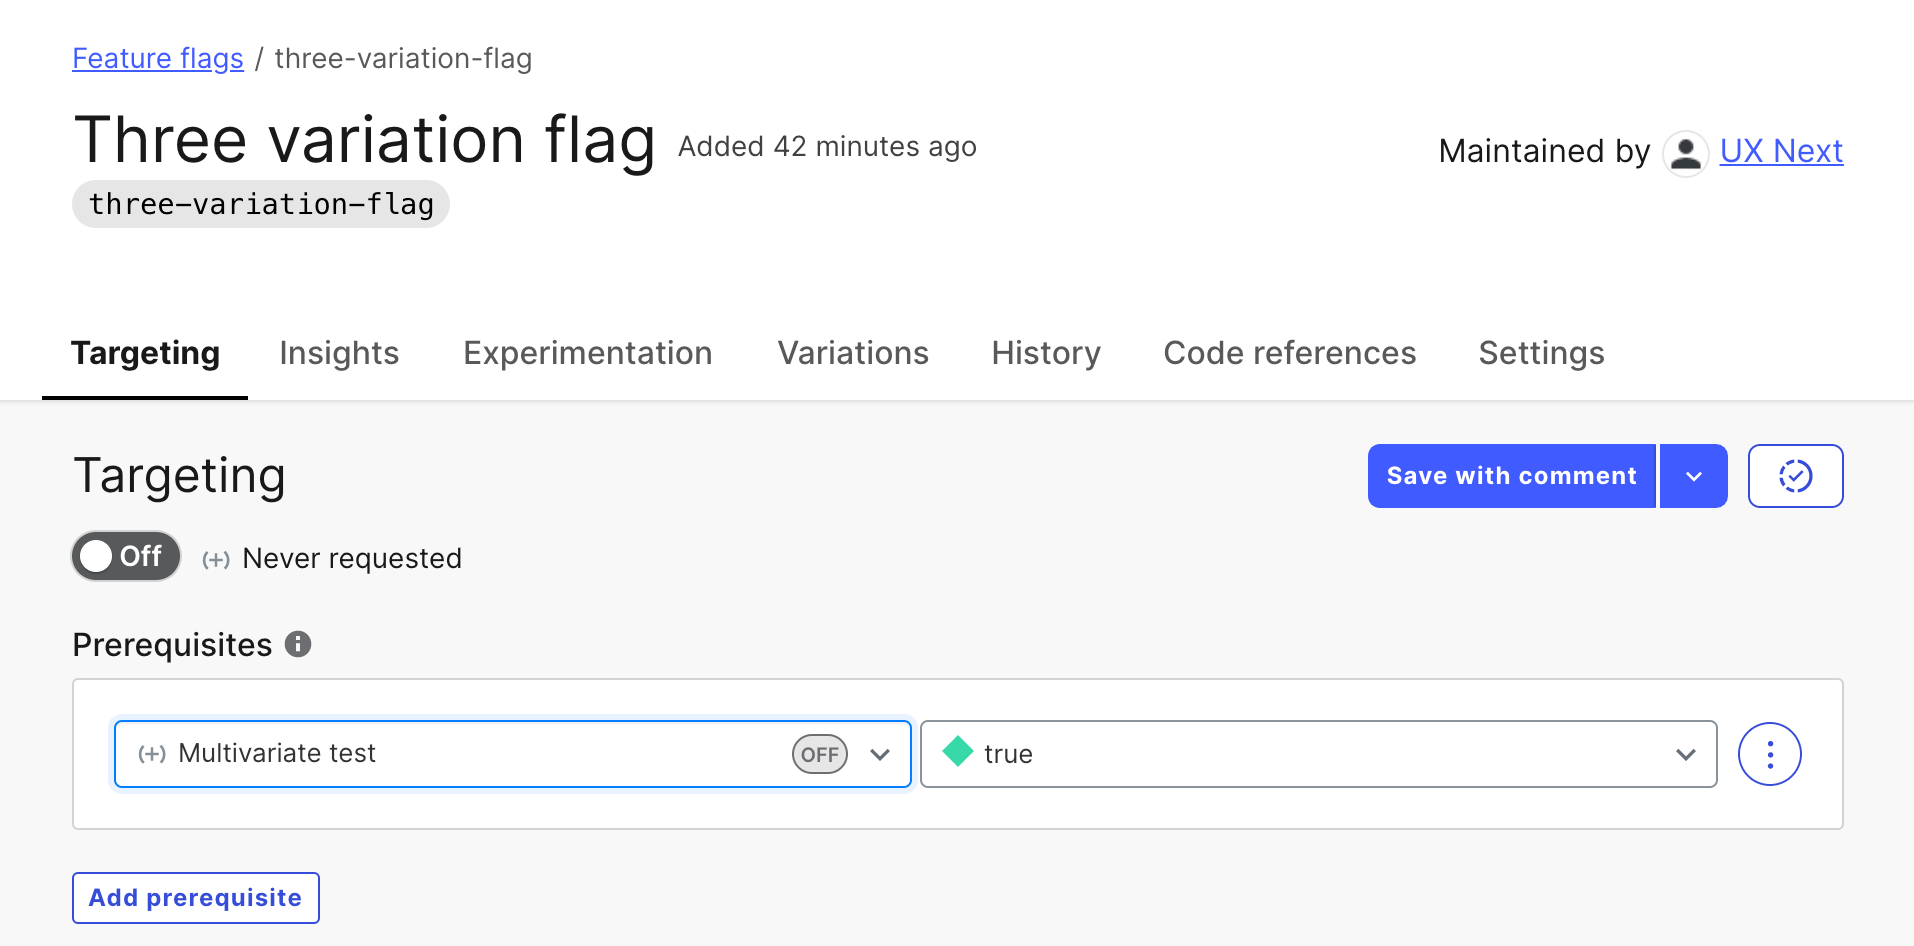 Feature flags / three-variation-flag
Three variation flag Added 42 minutes ago
Maintained by UX Next
three-variation-flag
Targeting Insights Experimentation Variations History Code references Settings
Targeting
Save with comment
Off (+) Never requested
Prerequisites
(+) Multivariate test OFF true
Add prerequisite